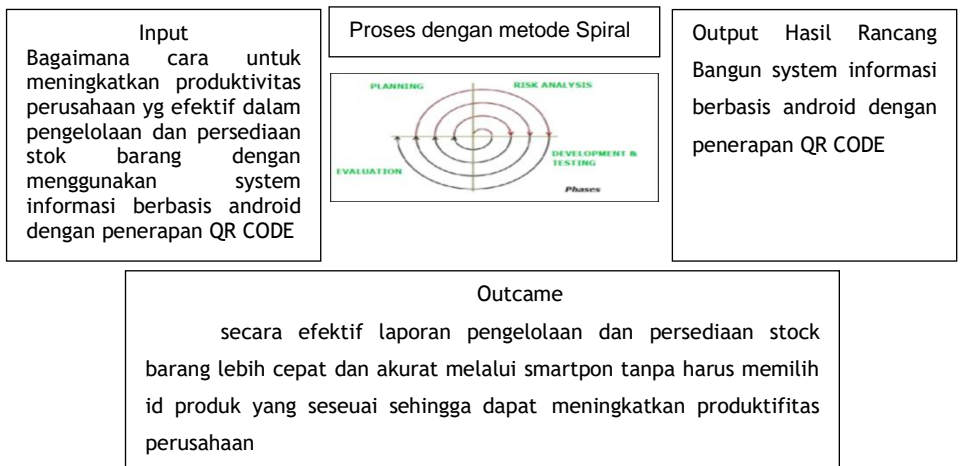 Input
Bagaimana cara untuk
meningkatkan produktivitas
perusahaan yg efektif dalam
pengelolaan dan persediaan
stok barang dengan
menggunakan system
informasi berbasis android
dengan penerapan QR CODE
Proses dengan metode Spiral
PLANNING
RISK ANALYSIS
EVALUATION
DEVELOPMENT &
TESTING
Phases
Output Hasil Rancang
Bangun system informasi
berbasis android dengan
penerapan QR CODE
Outcame
secara efektif laporan pengelolaan dan persediaan stock
barang lebih cepat dan akurat melalui smartpon tanpa harus memilih
id produk yang seseuai sehingga dapat meningkatkan produktifitas
perusahaan